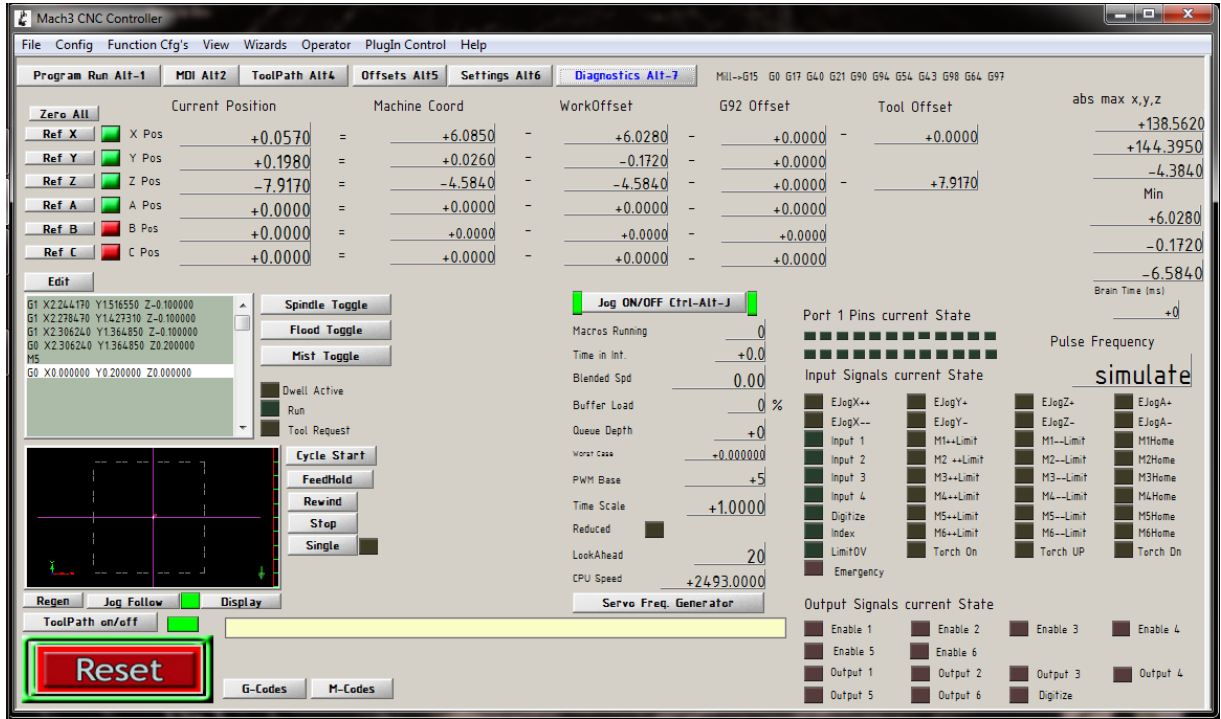 Mach3 CNC Controller
File Config Function Cfg's View Wizards Operator PlugIn Control Help
Program Run Alt-1 MDI Alt2 ToolPath Alt4 Offsets Alt5 Settings Alt6 Diagnostics Alt-7 Mill->G15 G0 G17 G40 G21 G90 G94 G54 G43 G98 G64 G97
Zero All Current Position Machine Coord WorkOffset G92 Offset Tool Offset abs max x,y,z
Ref X X Pos +0.0570 = +6.0850 - +6.0280 - +0.0000 - +0.0000 +138.5620
Ref Y Y Pos +0.1980 = +0.0260 - -0.1720 - +0.0000 +144.3950
Ref Z Z Pos -7.9170 = -4.5840 - -4.5840 - +0.0000 - +7.9170 -4.3840
Ref A A Pos +0.0000 = +0.0000 - +0.0000 - +0.0000 Min
+6.0280
Ref B B Pos +0.0000 = +0.0000 - +0.0000 - +0.0000
Ref C C Pos +0.0000 = +0.0000 - +0.0000 - +0.0000 -0.1720
-6.5840
Edit
Brain Time (ms)
+0
G1 X2.244170 Y1.516550 Z-0.100000
G1 X2.278470 Y1.427310 Z-0.100000
G1 X2.306240 Y1.364850 Z-0.100000
G0 X2.306240 Y1.364850 Z0.200000
M5
G0 X0.000000 Y0.200000 Z0.000000
Spindle Toggle
Flood Toggle
Mist Toggle
Dwell Active
Run
Tool Request
Cycle Start
FeedHold
Rewind
Stop
Single
Regen Jog Follow Display
ToolPath on/off
Reset
G-Codes M-Codes
Jog ON/OFF Ctrl-Alt-J
Macros Running 0
Time in Int. +0.0
Blended Spd 0.00
Buffer Load 0 %
Queue Depth +0
Worst Case +0.000000
PWM Base +5
Time Scale +1.0000
Reduced
LookAhead 20
CPU Speed +2493.0000
Servo Freq. Generator
Port 1 Pins current State
Pulse Frequency
simulate
Input Signals current State
EJogX++ EJogY+ EJogZ+ EJogA+
EJogX-- EJogY- EJogZ- EJogA-
Input 1 M1++Limit M1--Limit M1Home
Input 2 M2 ++Limit M2--Limit M2Home
Input 3 M3++Limit M3--Limit M3Home
Input 4 M4++Limit M4--Limit M4Home
Digitize M5++Limit M5--Limit M5Home
Index M6++Limit M6--Limit M6Home
LimitOV Torch On Torch UP Torch Dn
Emergency
Output Signals current State
Enable 1 Enable 2 Enable 3 Enable 4
Enable 5 Enable 6
Output 1 Output 2 Output 3 Output 4
Output 5 Output 6 Digitize